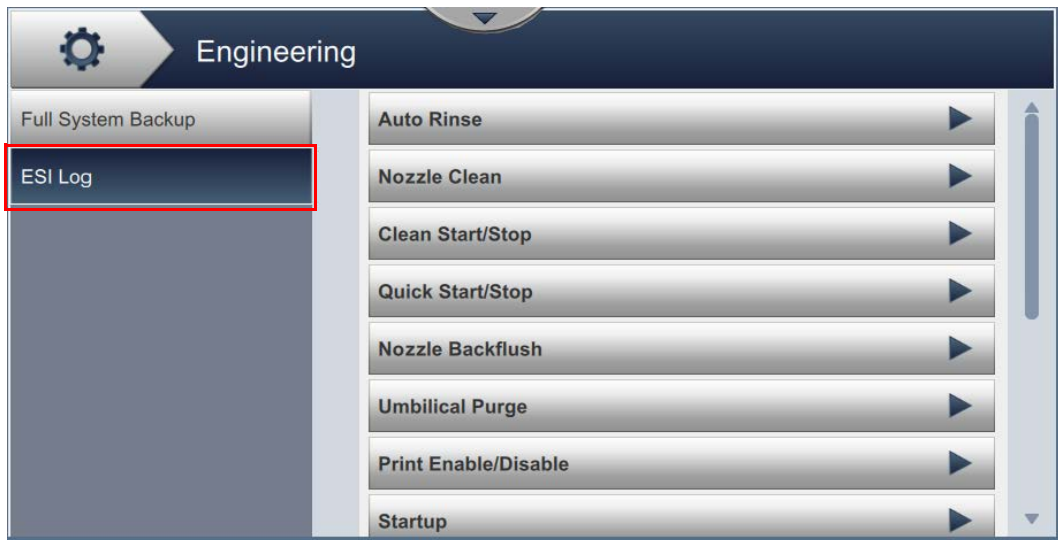 Engineering
Full System Backup
ESI Log
Auto Rinse
Nozzle Clean
Clean Start/Stop
Quick Start/Stop
Nozzle Backflush
Umbilical Purge
Print Enable/Disable
Startup